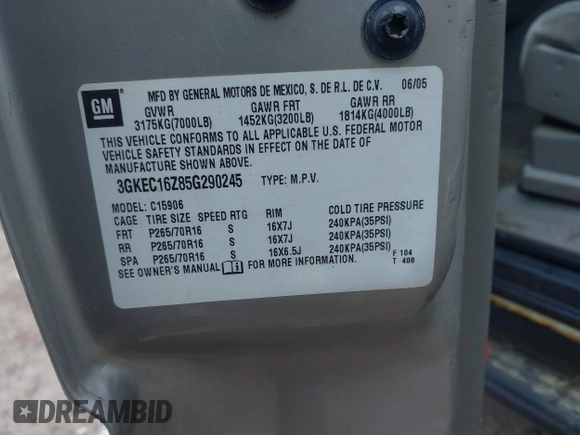 GM
MFD BY GENERAL MOTORS DE MEXICO, S. DE R.L. DE C.V. 06/05
GVWR GAWR FRT GAWR RR
3175KG(7000LB) 1452KG(3200LB) 1814KG(4000LB)
THIS VEHICLE CONFORMS TO ALL APPLICABLE U.S. FEDERAL MOTOR
VEHICLE SAFETY STANDARDS IN EFFECT ON THE DATE OF
MANUFACTURE SHOWN ABOVE.
3GKEC16Z85G290245 TYPE: M.P.V.
MODEL: C15906
CAGE TIRE SIZE SPEED RTG RIM COLD TIRE PRESSURE
FRT P265/70R16 S 16X7J 240KPA(35PSI)
RR P265/70R16 S 16X7J 240KPA(35PSI)
SPA P265/70R16 S 16X6.5J 240KPA(35PSI)
SEE OWNER'S MANUAL FOR MORE INFORMATION.
F 104
T 408
DREAMBID